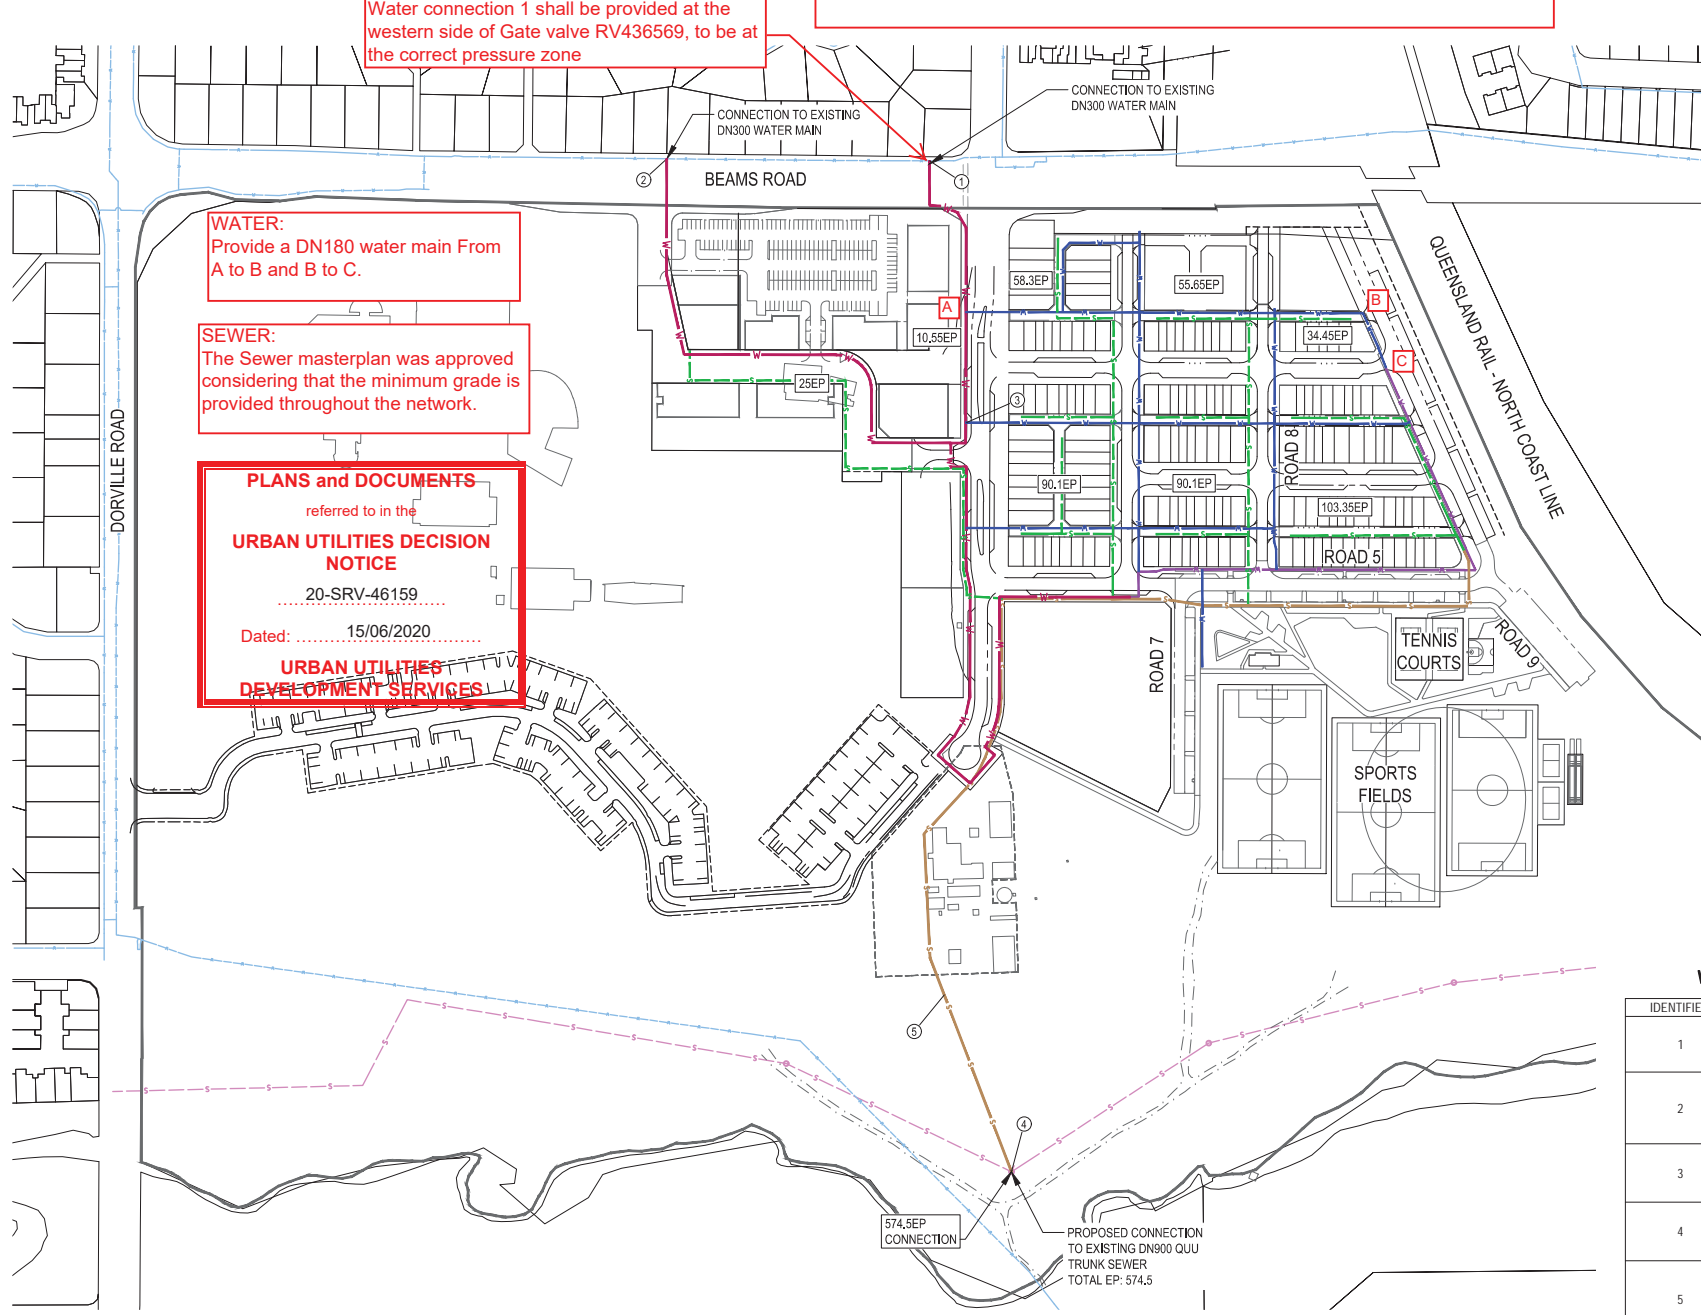 Water connection 1 shall be provided at the
western side of Gate valve RV436569, to be at
the correct pressure zone
CONNECTION TO EXISTING
DN300 WATER MAIN
CONNECTION TO EXISTING
DN300 WATER MAIN
2
BEAMS ROAD
1
WATER:
Provide a DN180 water main From
A to B and B to C.
SEWER:
The Sewer masterplan was approved
considering that the minimum grade is
provided throughout the network.
PLANS and DOCUMENTS
referred to in the
URBAN UTILITIES DECISION
NOTICE
20-SRV-46159
Dated: 15/06/2020
URBAN UTILITIES
DEVELOPMENT SERVICES
DORVILLE ROAD
QUEENSLAND RAIL - NORTH COAST LINE
58.3EP
55.65EP
A
B
10.55EP
34.45EP
C
25EP
3
ROAD 8
90.1EP
90.1EP
103.35EP
ROAD 5
ROAD 7
TENNIS
COURTS
ROAD 9
SPORTS
FIELDS
5
4
574.5EP
CONNECTION
PROPOSED CONNECTION
TO EXISTING DN900 QUU
TRUNK SEWER
TOTAL EP: 574.5
IDENTIFIE
1
2
3
4
5